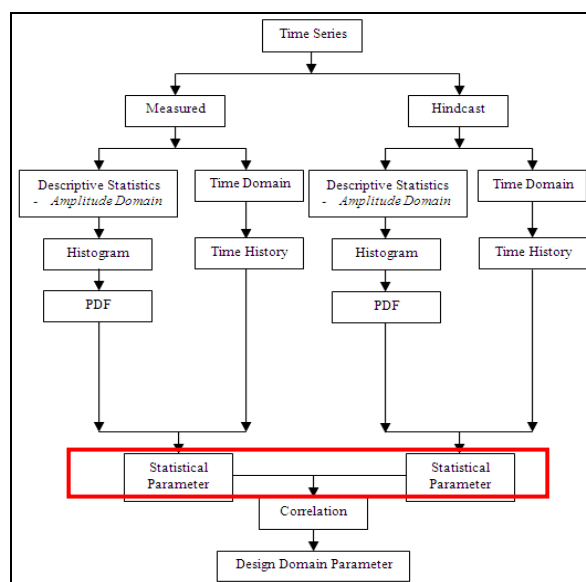 Time Series
Measured
Hindcast
Descriptive Statistics
- Amplitude Domain
Time Domain
Descriptive Statistics
- Amplitude Domain
Time Domain
Histogram
Time History
Histogram
Time History
PDF
PDF
Statistical
Parameter
Statistical
Parameter
Correlation
Design Domain Parameter